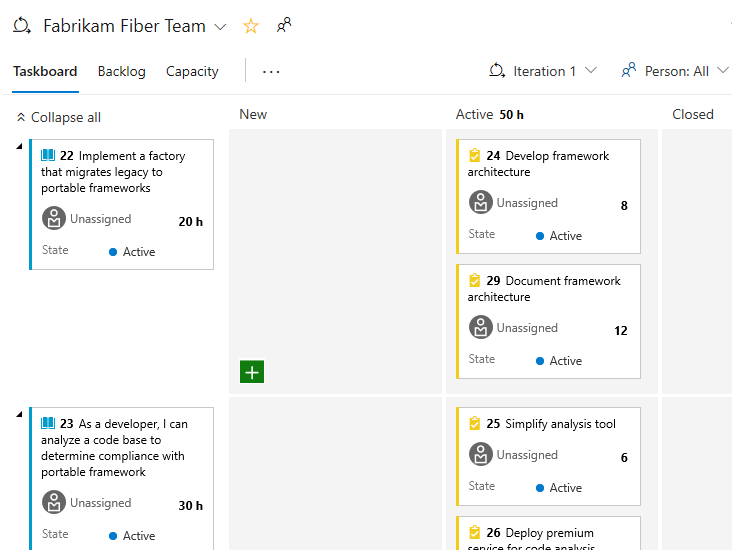 Fabrikam Fiber Team
Taskboard Backlog Capacity ... Iteration 1 Person: All
Collapse all
New
Active 50 h
Closed
22 Implement a factory
that migrates legacy to
portable frameworks
Unassigned 20 h
State Active
24 Develop framework
architecture
Unassigned 8
State Active
29 Document framework
architecture
Unassigned 12
State Active
23 As a developer, I can
analyze a code base to
determine compliance with
portable framework
Unassigned 30 h
State Active
25 Simplify analysis tool
Unassigned 6
State Active
26 Deploy premium
service for code analysis